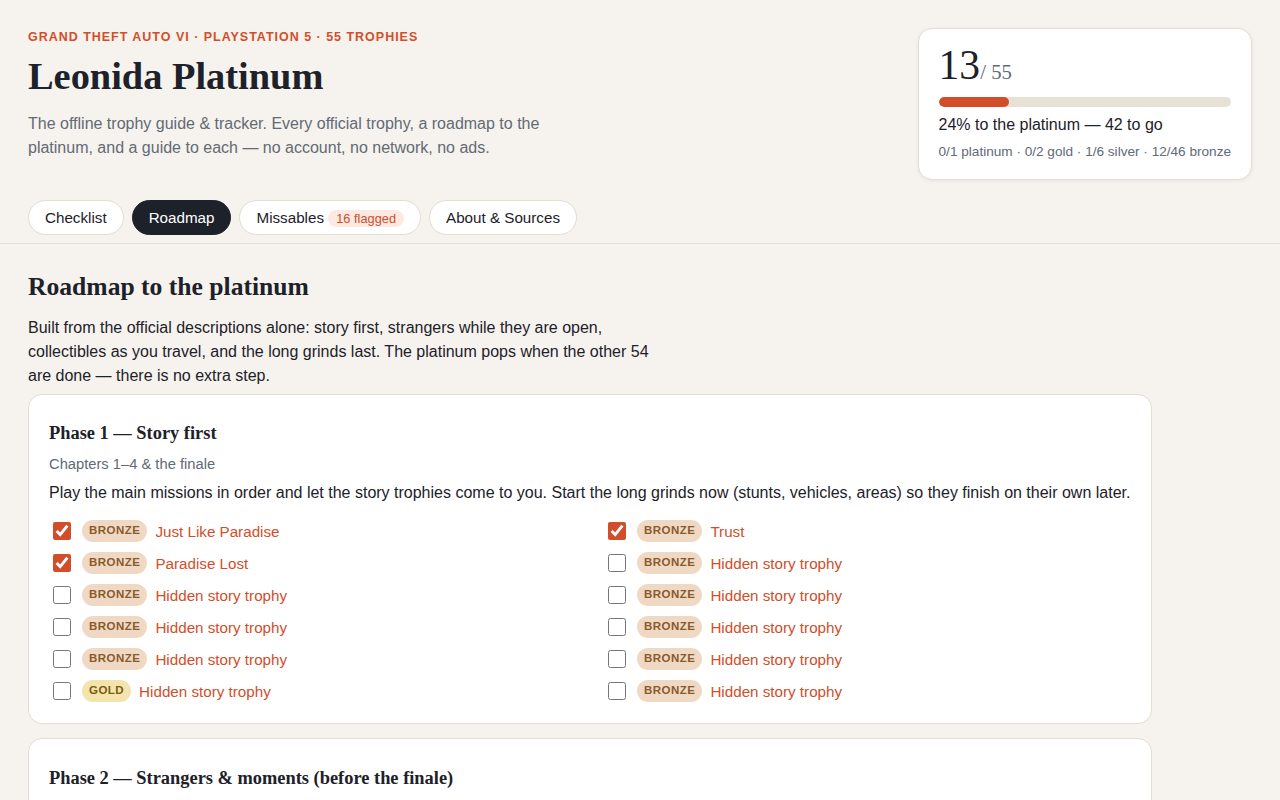 GRAND THEFT AUTO VI · PLAYSTATION 5 · 55 TROPHIES
Leonida Platinum
The offline trophy guide & tracker. Every official trophy, a roadmap to the
platinum, and a guide to each — no account, no network, no ads.
13/ 55
24% to the platinum — 42 to go
0/1 platinum · 0/2 gold · 1/6 silver · 12/46 bronze
Checklist
Roadmap
Missables 16 flagged
About & Sources
Roadmap to the platinum
Built from the official descriptions alone: story first, strangers while they are open,
collectibles as you travel, and the long grinds last. The platinum pops when the other 54
are done — there is no extra step.
Phase 1 — Story first
Chapters 1–4 & the finale
Play the main missions in order and let the story trophies come to you. Start the long grinds now (stunts, vehicles, areas) so they finish on their own later.
BRONZE Just Like Paradise
BRONZE Trust
BRONZE Paradise Lost
BRONZE Hidden story trophy
BRONZE Hidden story trophy
BRONZE Hidden story trophy
BRONZE Hidden story trophy
BRONZE Hidden story trophy
BRONZE Hidden story trophy
BRONZE Hidden story trophy
GOLD Hidden story trophy
BRONZE Hidden story trophy
Phase 2 — Strangers & moments (before the finale)